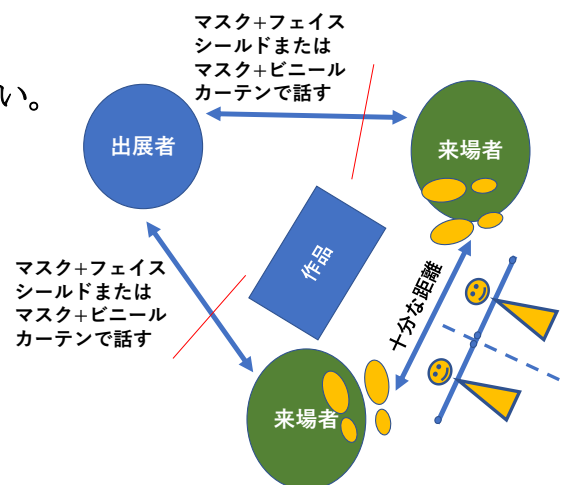 マスク+フェイス
シールドまたは
マスク+ビニール
カーテンで話す
い。
出展者
来場者
作品
マスク+フェイス
シールドまたは
マスク+ビニール
カーテンで話す
十分な距離
来場者